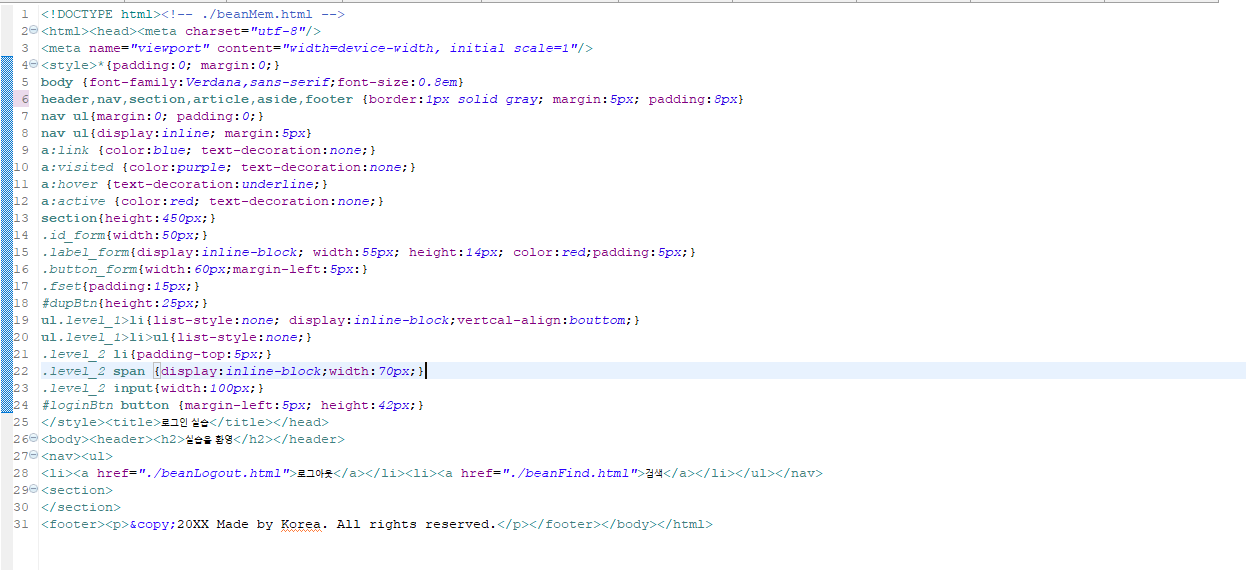 1 <!DOCTYPE html><!-- ./beanMem.html -->
2 <html><head><meta charset="utf-8"/>
3 <meta name="viewport" content="width=device-width, initial scale=1"/>
4 <style>*{padding:0; margin:0;}
5 body {font-family:Verdana,sans-serif;font-size:0.8em}
6 header,nav,section,article,aside,footer {border:1px solid gray; margin:5px; padding:8px}
7 nav ul{margin:0; padding:0;}
8 nav ul{display:inline; margin:5px}
9 a:link {color:blue; text-decoration:none;}
10 a:visited {color:purple; text-decoration:none;}
11 a:hover {text-decoration:underline;}
12 a:active {color:red; text-decoration:none;}
13 section{height:450px;}
14 .id_form{width:50px;}
15 .label_form{display:inline-block; width:55px; height:14px; color:red;padding:5px;}
16 .button_form{width:60px;margin-left:5px:}
17 .fset{padding:15px;}
18 #dupBtn{height:25px;}
19 ul.level_1>li{list-style:none; display:inline-block;vertcal-align:bouttom;}
20 ul.level_1>li>ul{list-style:none;}
21 .level_2 li{padding-top:5px;}
22 .level_2 span {display:inline-block;width:70px;}
23 .level_2 input{width:100px;}
24 #loginBtn button {margin-left:5px; height:42px;}
25 </style><title>로그인 실습</title></head>
26 <body><header><h2>실습을 환영</h2></header>
27 <nav><ul>
28 <li><a href="./beanLogout.html">로그아웃</a></li><li><a href="./beanFind.html">검색</a></li></ul></nav>
29 <section>
30 </section>
31 <footer><p>&copy;20XX Made by Korea. All rights reserved.</p></footer></body></html>